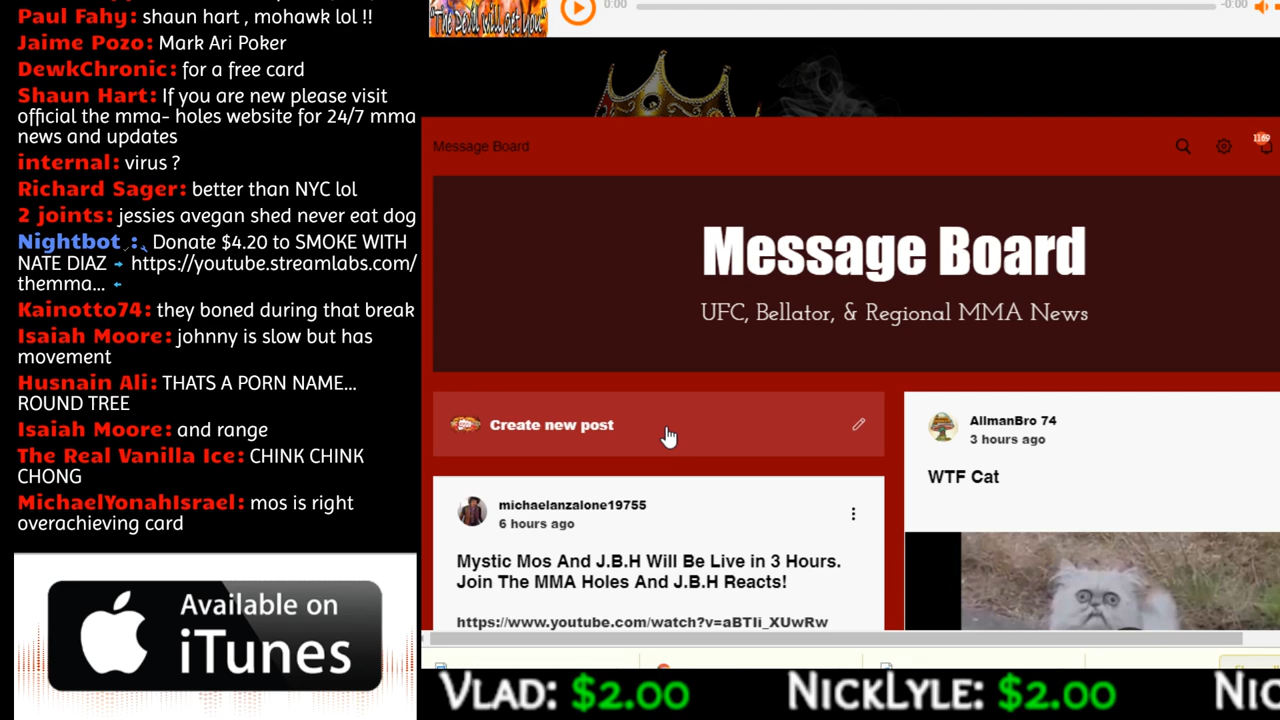 Paul Fahy: shaun hart , mohawk lol !!
Jaime Pozo: Mark Ari Poker
DewkChronic: for a free card
Shaun Hart: If you are new please visit
official the mma- holes website for 24/7 mma
news and updates
internal: virus ?
Richard Sager: better than NYC lol
2 joints: jessies avegan shed never eat dog
Nightbot : Donate $4.20 to SMOKE WITH
NATE DIAZ → https://youtube.streamlabs.com/
themma... ←
Kainotto74: they boned during that break
Isaiah Moore: johnny is slow but has
movement
Husnain Ali: THATS A PORN NAME...
ROUND TREE
Isaiah Moore: and range
The Real Vanilla Ice: CHINK CHINK
CHONG
MichaelYonahIsrael: mos is right
overachieving card
Available on
iTunes
"The Devil will get you"
0:00
-0:00
Message Board
1169
Message Board
UFC, Bellator, & Regional MMA News
Create new post
michaelanzalone19755
6 hours ago
Mystic Mos And J.B.H Will Be Live in 3 Hours.
Join The MMA Holes And J.B.H Reacts!
https://www.youtube.com/watch?v=aBTIi_XUwRw
AllmanBro 74
3 hours ago
WTF Cat
Vlad: $2.00 NickLyle: $2.00 Nic